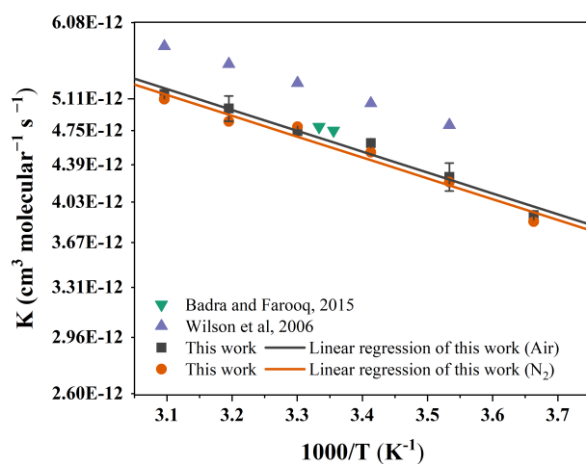 6.08E-12
5.11E-12
4.75E-12
4.39E-12
4.03E-12
3.67E-12
3.31E-12
2.96E-12
2.60E-12
K (cm³ molecular⁻¹ s⁻¹)
Badra and Farooq, 2015
Wilson et al, 2006
This work Linear regression of this work (Air)
This work Linear regression of this work (N₂)
3.1 3.2 3.3 3.4 3.5 3.6 3.7
1000/T (K⁻¹)